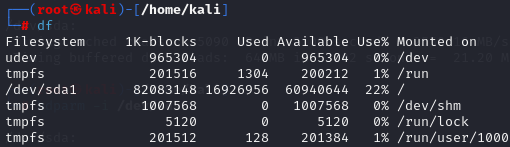 ┌──(root㉿kali)-[/home/kali]
└─# df
Filesystem     1K-blocks     Used Available Use% Mounted on
udev              965304        0    965304   0% /dev
tmpfs             201516     1304    200212   1% /run
/dev/sda1       82083148 16926956  60940644  22% /
tmpfs            1007568        0   1007568   0% /dev/shm
tmpfs               5120        0      5120   0% /run/lock
tmpfs             201512      128    201384   1% /run/user/1000